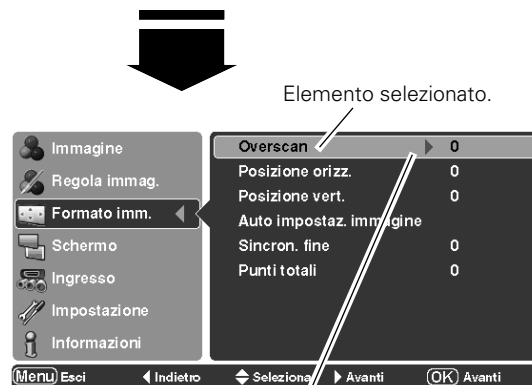 Elemento selezionato.
Immagine
Regola immag.
Formato imm.
Schermo
Ingresso
Impostazione
Informazioni
Overscan 0
Posizione orizz. 0
Posizione vert. 0
Auto impostaz. immagine
Sincron. fine 0
Punti totali 0
Menu Esci Indietro Seleziona Avanti OK Avanti